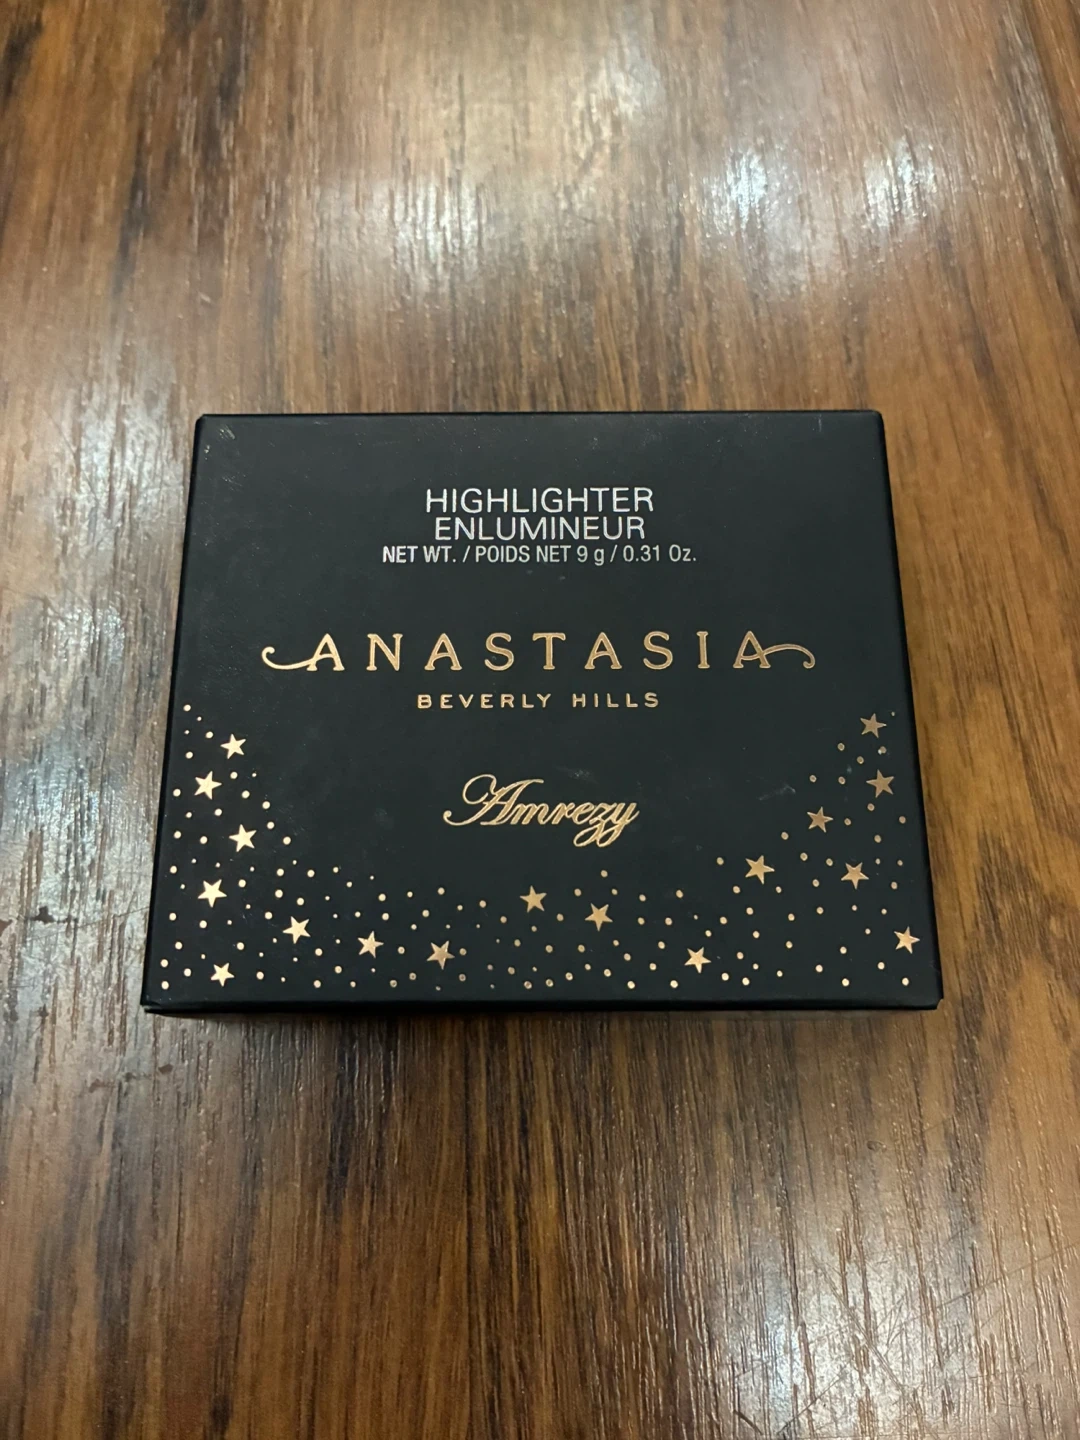 HIGHLIGHTER
ENLUMINEUR
NET WT. / POIDS NET 9 g / 0.31 Oz.
ANASTASIA
BEVERLY HILLS
Amrezy